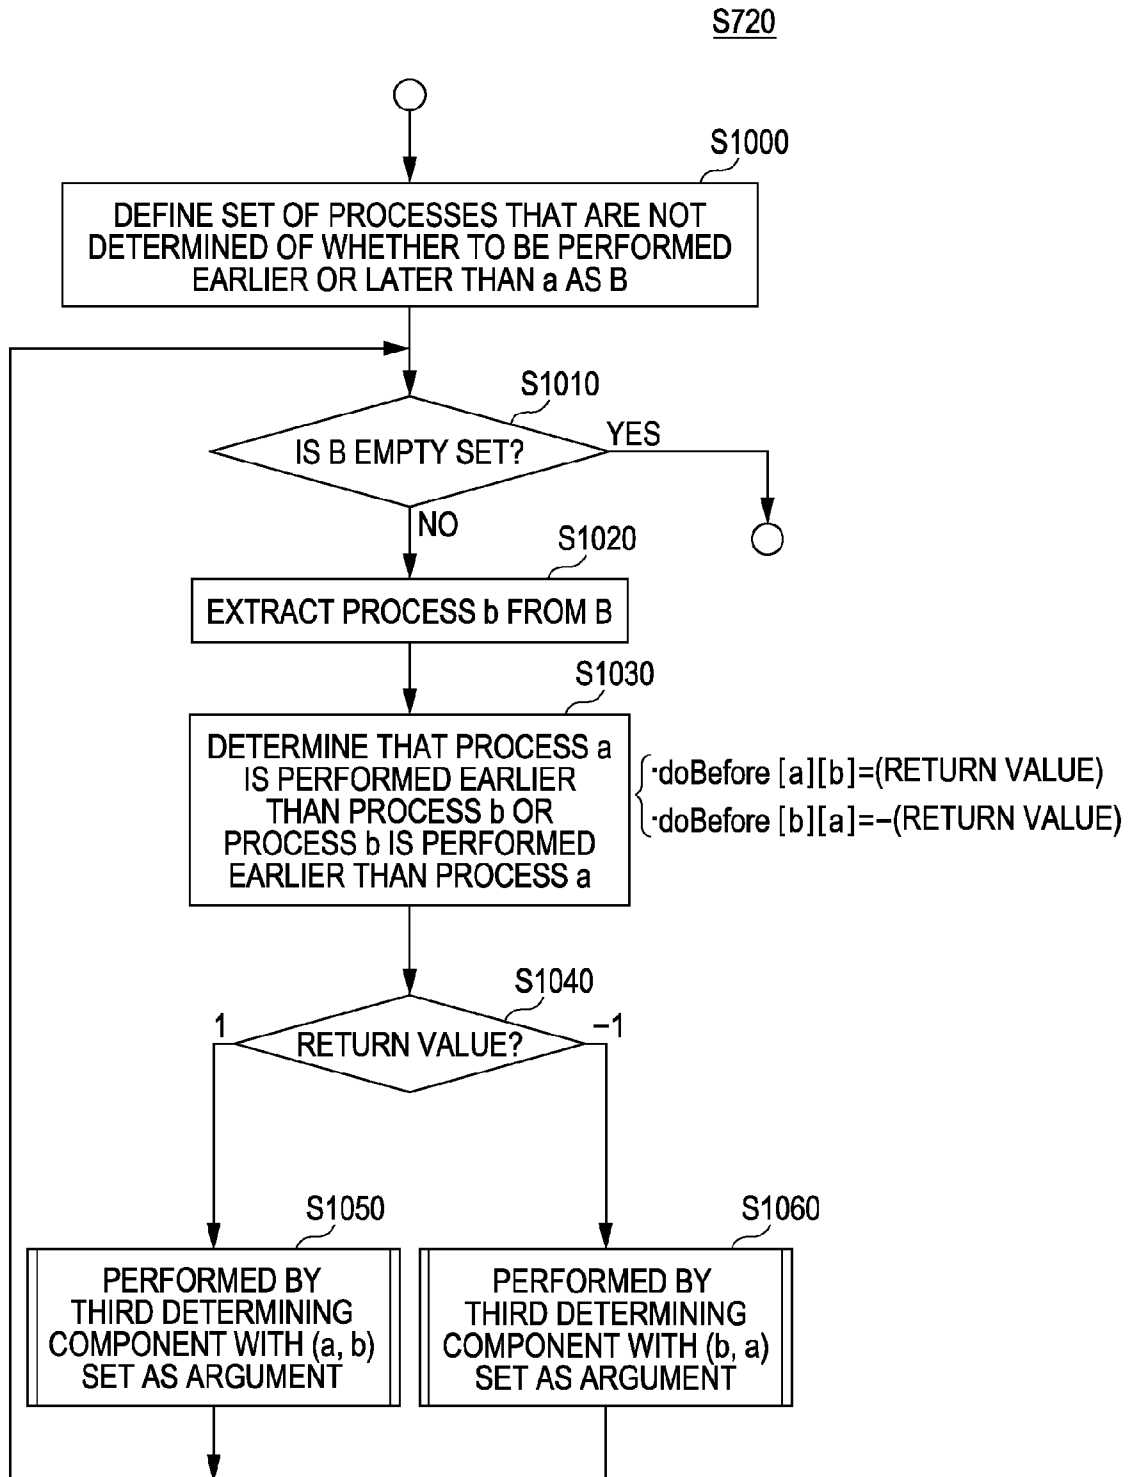 S720
S1000
DEFINE SET OF PROCESSES THAT ARE NOT
DETERMINED OF WHETHER TO BE PERFORMED
EARLIER OR LATER THAN a AS B
S1010
IS B EMPTY SET?
YES
NO
S1020
EXTRACT PROCESS b FROM B
S1030
DETERMINE THAT PROCESS a
IS PERFORMED EARLIER
THAN PROCESS b OR
PROCESS b IS PERFORMED
EARLIER THAN PROCESS a
·doBefore [a][b]=(RETURN VALUE)
·doBefore [b][a]=–(RETURN VALUE)
S1040
RETURN VALUE?
1
–1
S1050
PERFORMED BY
THIRD DETERMINING
COMPONENT WITH (a, b)
SET AS ARGUMENT
S1060
PERFORMED BY
THIRD DETERMINING
COMPONENT WITH (b, a)
SET AS ARGUMENT